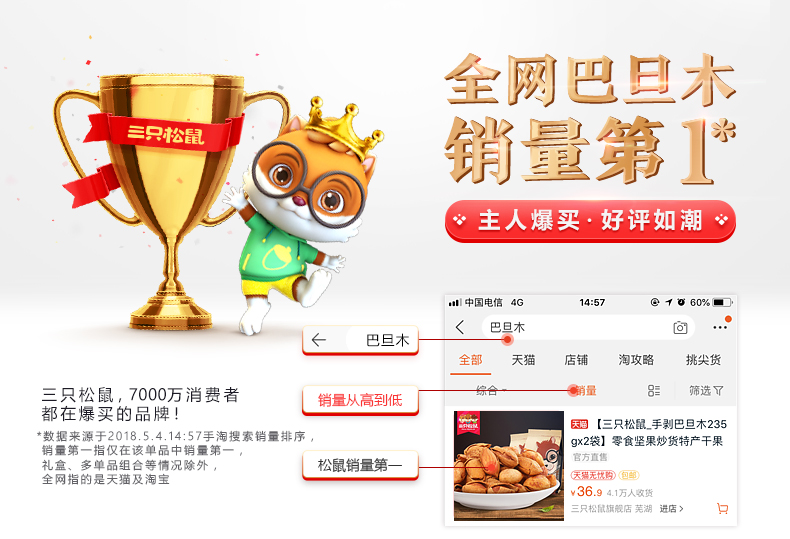 三只松鼠
全网巴旦木
销量第1*
主人爆买·好评如潮
中国电信 4G 14:57 60%
巴旦木
巴旦木
全部 天猫 店铺 淘攻略 挑尖货
综合 销量 筛选
销量从高到低
三只松鼠，7000万消费者
都在爆买的品牌！
*数据来源于2018.5.4.14:57手淘搜索销量排序，
销量第一指仅在该单品中销量第一，
礼盒、多单品组合等情况除外，
全网指的是天猫及淘宝
松鼠销量第一
三只松鼠
天猫 【三只松鼠_手剥巴旦木235
gx2袋】零食坚果炒货特产干果
官方直售
天猫无忧购 包邮
¥36.9 4.1万人收货
三只松鼠旗舰店 芜湖 进店